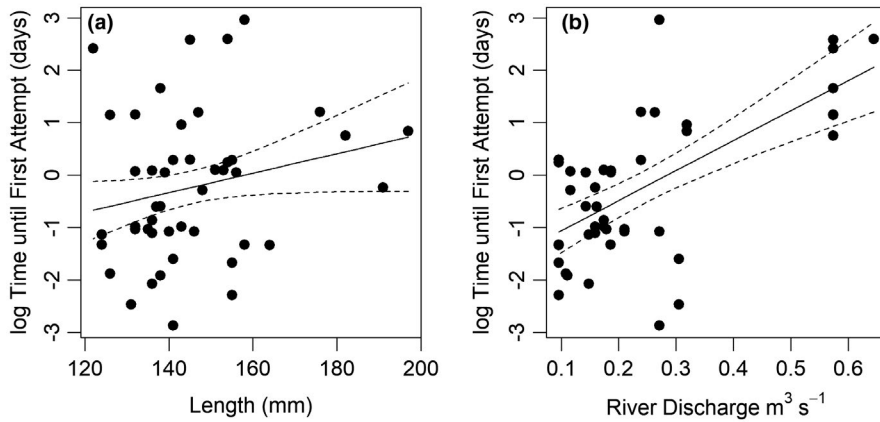 (a)
log Time until First Attempt (days)
3
2
1
0
-1
-2
-3
120 140 160 180 200
Length (mm)
(b)
log Time until First Attempt (days)
3
2
1
0
-1
-2
-3
0.1 0.2 0.3 0.4 0.5 0.6
River Discharge m³ s⁻¹